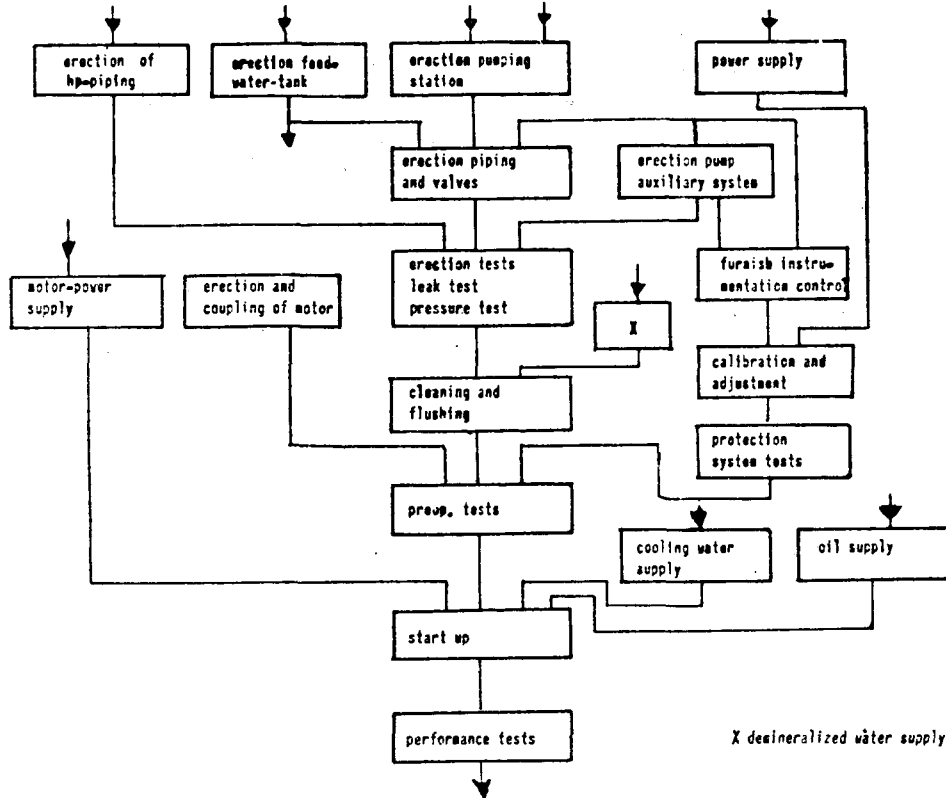 erection of
hp-piping
erection feed-
water-tank
erection pumping
station
power supply
erection piping
and valves
erection pump
auxiliary system
motor-power
supply
erection and
coupling of motor
erection tests
leak test
pressure test
furnish instru-
mentation control
X
cleaning and
flushing
calibration and
adjustment
protection
system tests
preop. tests
cooling water
supply
oil supply
start up
performance tests
X demineralized water supply